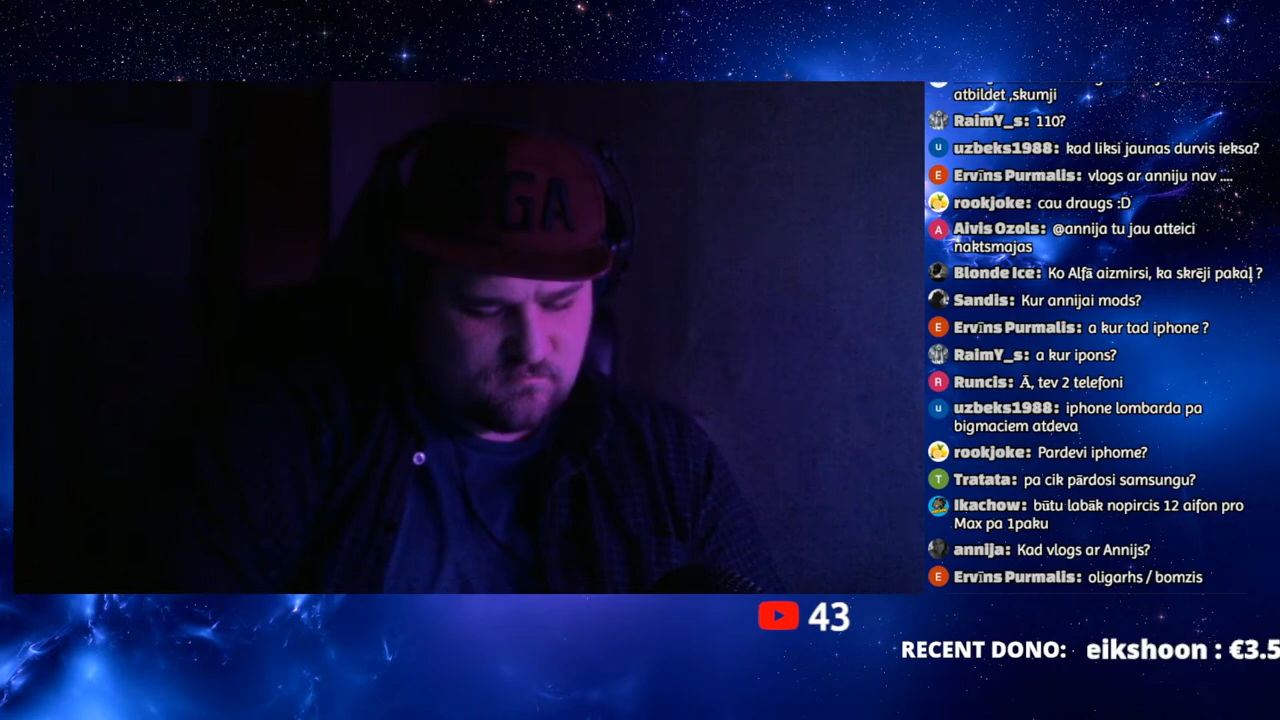 GA
atbildet ,skumji
RaimY_s: 110?
uzbeks1988: kad liksi jaunas durvis ieksa?
Ervīns Purmalis: vlogs ar anniju nav ....
rookjoke: cau draugs :D
Aivis Ozols: @annija tu jau atteici
naktsmajas
Blonde Ice: Ko Alfā aizmirsi, ka skrēji pakaļ ?
Sandis: Kur annijai mods?
Ervīns Purmalis: a kur tad iphone ?
RaimY_s: a kur ipons?
Runcis: Ā, tev 2 telefoni
uzbeks1988: iphone lombarda pa
bigmaciem atdeva
rookjoke: Pardevi iphome?
Tratata: pa cik pārdosi samsungu?
Ikachow: būtu labāk nopircis 12 aifon pro
Max pa 1paku
annija: Kad vlogs ar Annijs?
Ervīns Purmalis: oligarhs / bomzis
43
RECENT DONO: eikshoon : €3.5